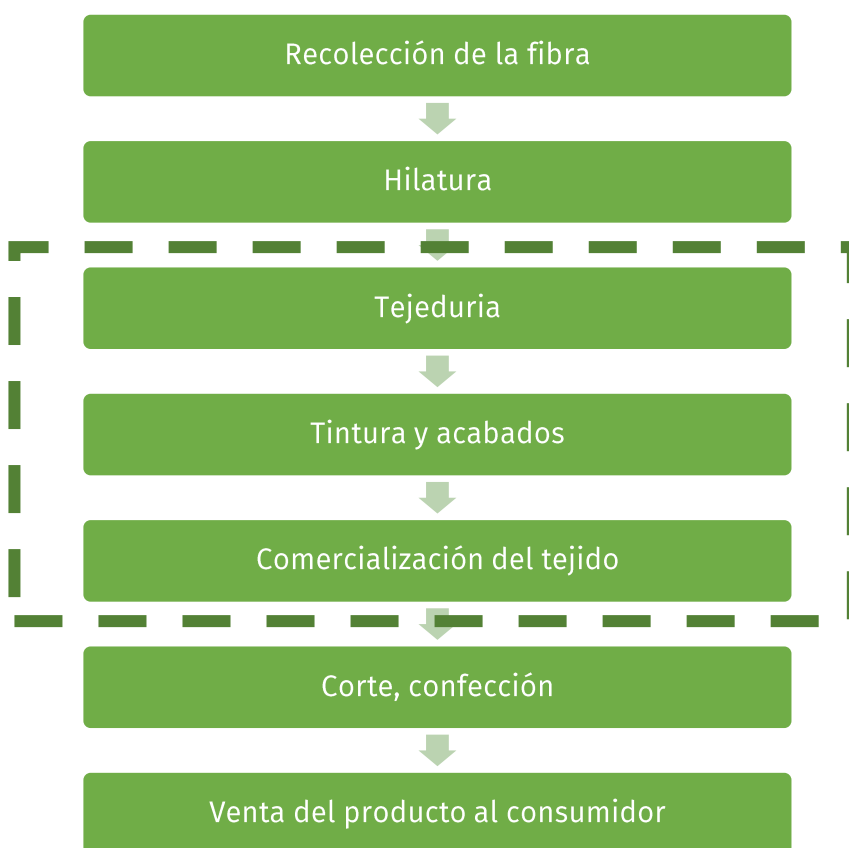 Recolección de la fibra
Hilatura
Tejeduria
Tintura y acabados
Comercialización del tejido
Corte, confección
Venta del producto al consumidor